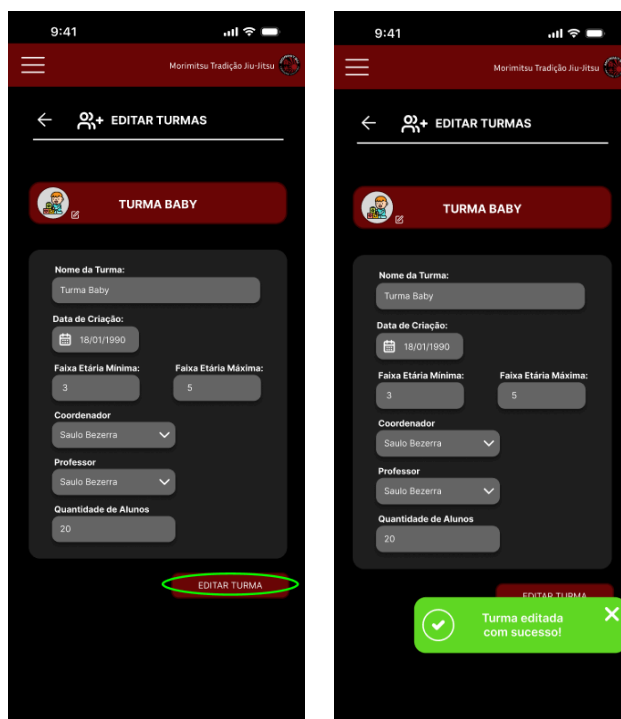 9:41
Morimitsu Tradição Jiu-Jitsu
EDITAR TURMAS
TURMA BABY
Nome da Turma:
Turma Baby
Data de Criação:
18/01/1990
Faixa Etária Mínima: Faixa Etária Máxima:
3 5
Coordenador
Saulo Bezerra
Professor
Saulo Bezerra
Quantidade de Alunos
20
EDITAR TURMA
9:41
Morimitsu Tradição Jiu-Jitsu
EDITAR TURMAS
TURMA BABY
Nome da Turma:
Turma Baby
Data de Criação:
18/01/1990
Faixa Etária Mínima: Faixa Etária Máxima:
3 5
Coordenador
Saulo Bezerra
Professor
Saulo Bezerra
Quantidade de Alunos
20
EDITAR TURMA
Turma editada
com sucesso!